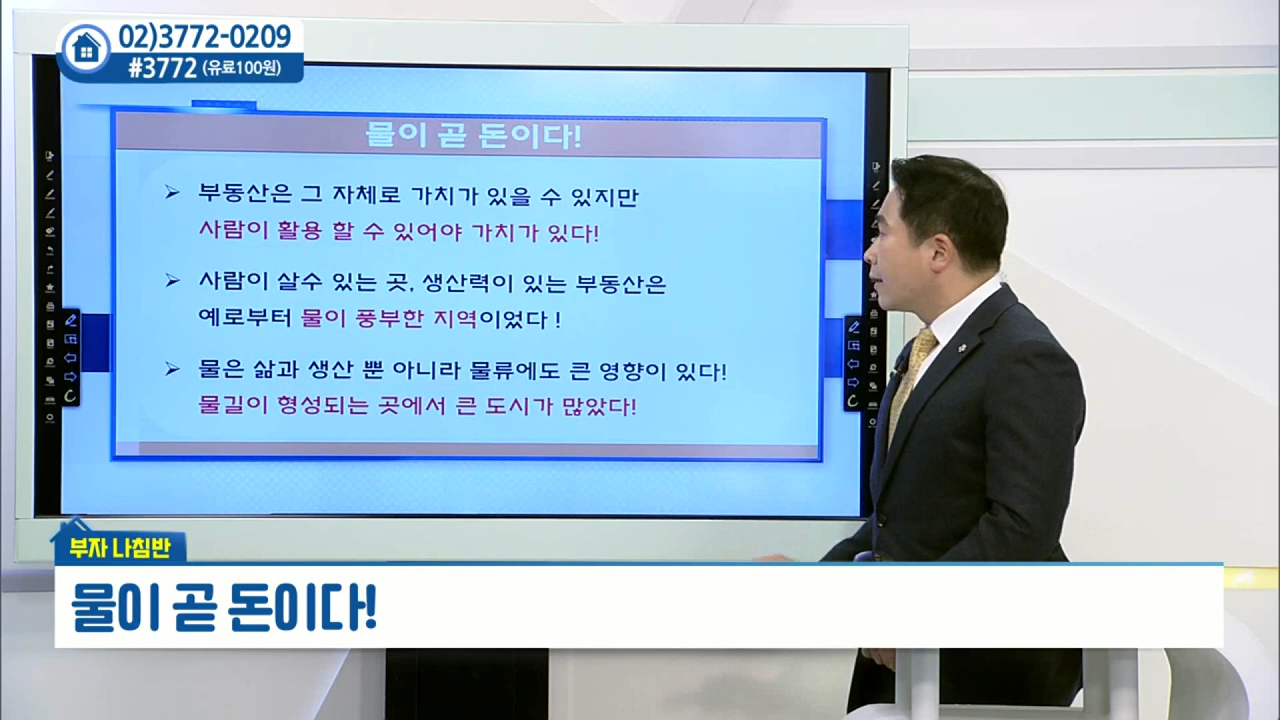 02)3772-0209
#3772 (유료100원)
물이 곧 돈이다!
➢ 부동산은 그 자체로 가치가 있을 수 있지만
사람이 활용 할 수 있어야 가치가 있다!
➢ 사람이 살수 있는 곳, 생산력이 있는 부동산은
예로부터 물이 풍부한 지역이었다 !
➢ 물은 삶과 생산 뿐 아니라 물류에도 큰 영향이 있다!
물길이 형성되는 곳에서 큰 도시가 많았다!
부자 나침반
물이 곧 돈이다!